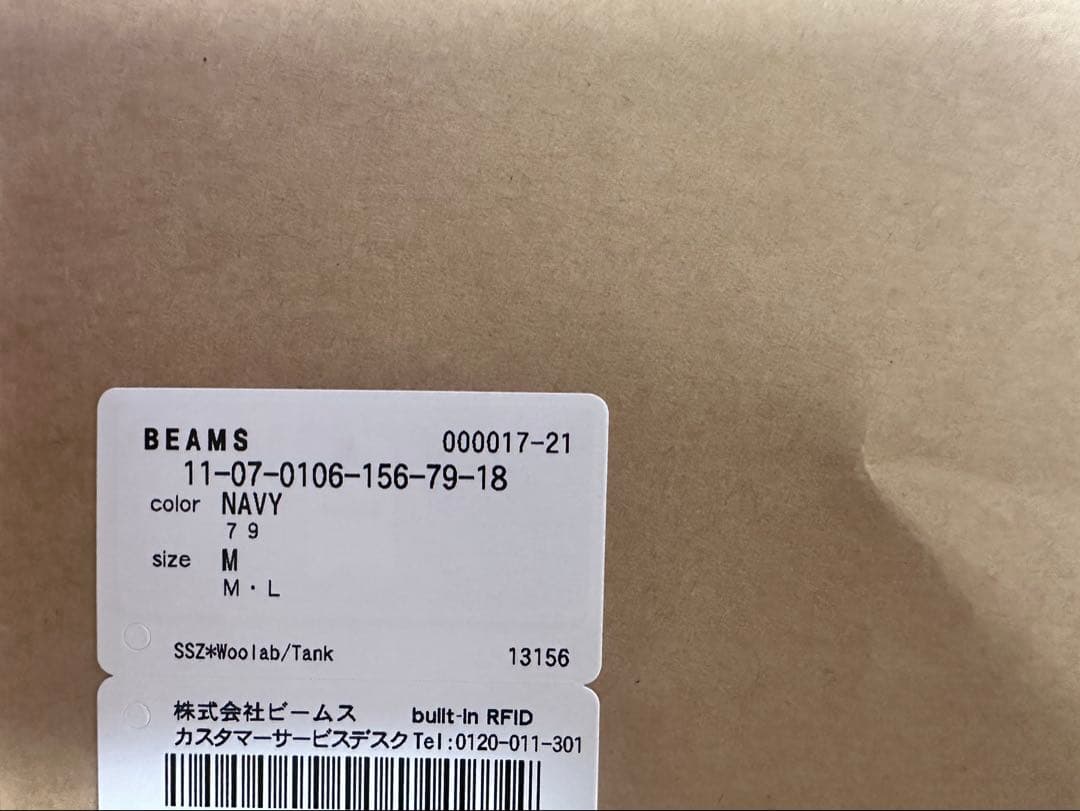 BEAMS 000017-21
11-07-0106-156-79-18
color NAVY
79
size M
M・L
SSZ*Woolab/Tank 13156
株式会社ビームス built-in RFID
カスタマーサービスデスク Tel:0120-011-301